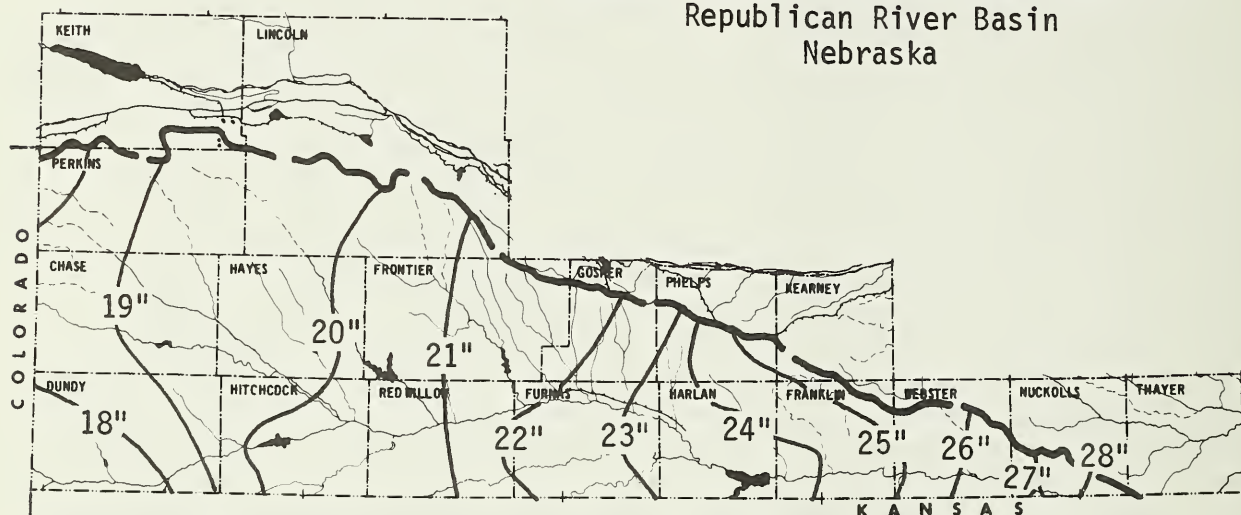 Republican River Basin
Nebraska
KEITH
LINCOLN
PERKINS
COLORADO
CHASE
HAYES
FRONTIER
GOSPER
PHELPS
KEARNEY
19"
20"
21"
DUNDY
HITCHCOCK
RED WILLOW
FURNAS
HARLAN
FRANKLIN
WEBSTER
NUCKOLLS
THAYER
18"
22"
23"
24"
25"
26"
27"
28"
KANSAS